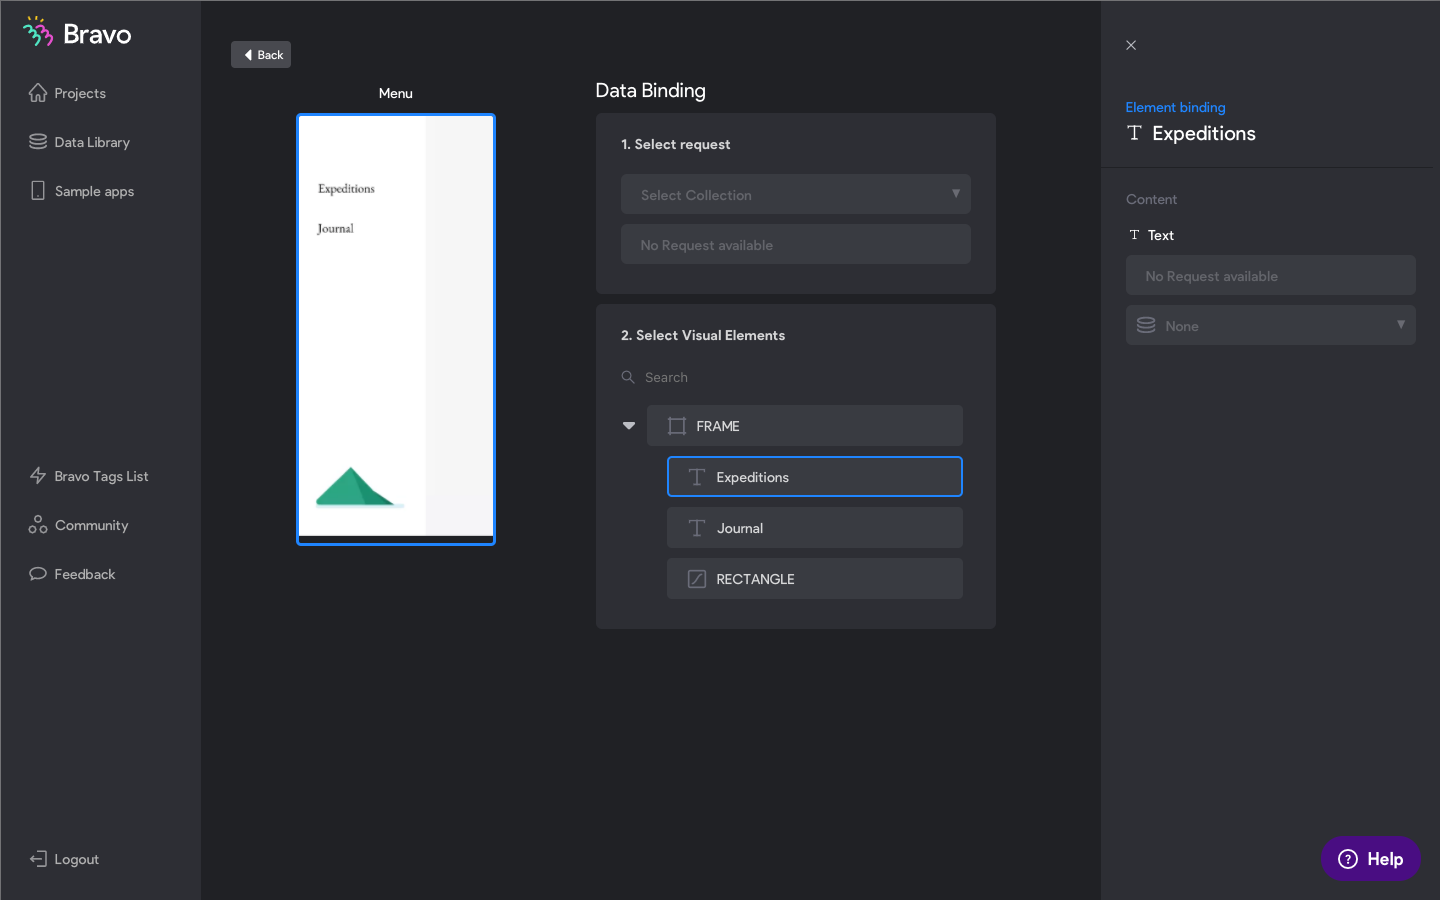 Bravo
Projects
Data Library
Sample apps
Bravo Tags List
Community
Feedback
Logout
Back
Menu
Expeditions
Journal
Data Binding
1. Select request
Select Collection
No Request available
2. Select Visual Elements
Search
FRAME
Expeditions
Journal
RECTANGLE
Element binding
Expeditions
Content
Text
No Request available
None
Help